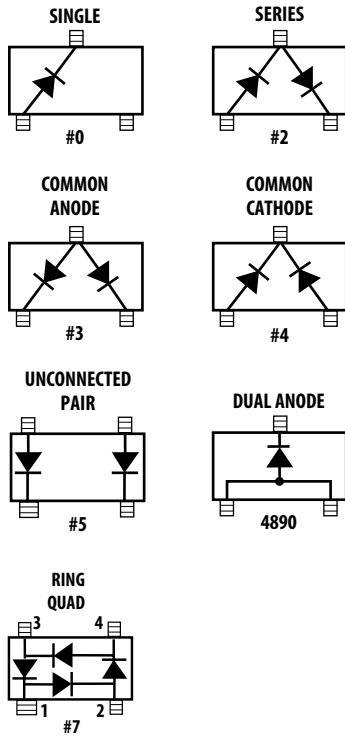 SINGLE
#0
SERIES
#2
COMMON
ANODE
#3
COMMON
CATHODE
#4
UNCONNECTED
PAIR
#5
DUAL ANODE
4890
RING
QUAD
3 4
1 2
#7